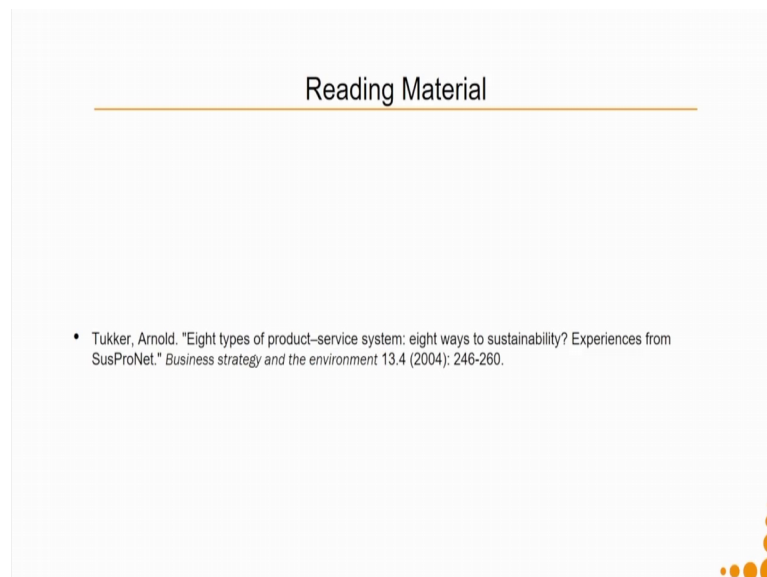 Reading Material
• Tukker, Arnold. "Eight types of product–service system: eight ways to sustainability? Experiences from
SusProNet." Business strategy and the environment 13.4 (2004): 246-260.